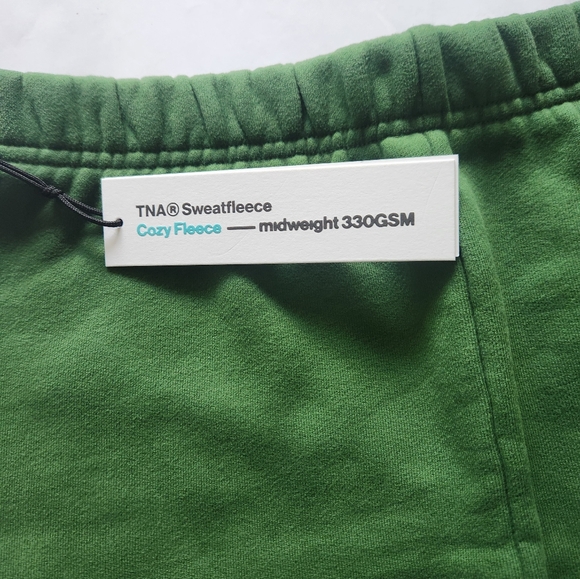 TNA® Sweatfleece
Cozy Fleece — midweight 330GSM